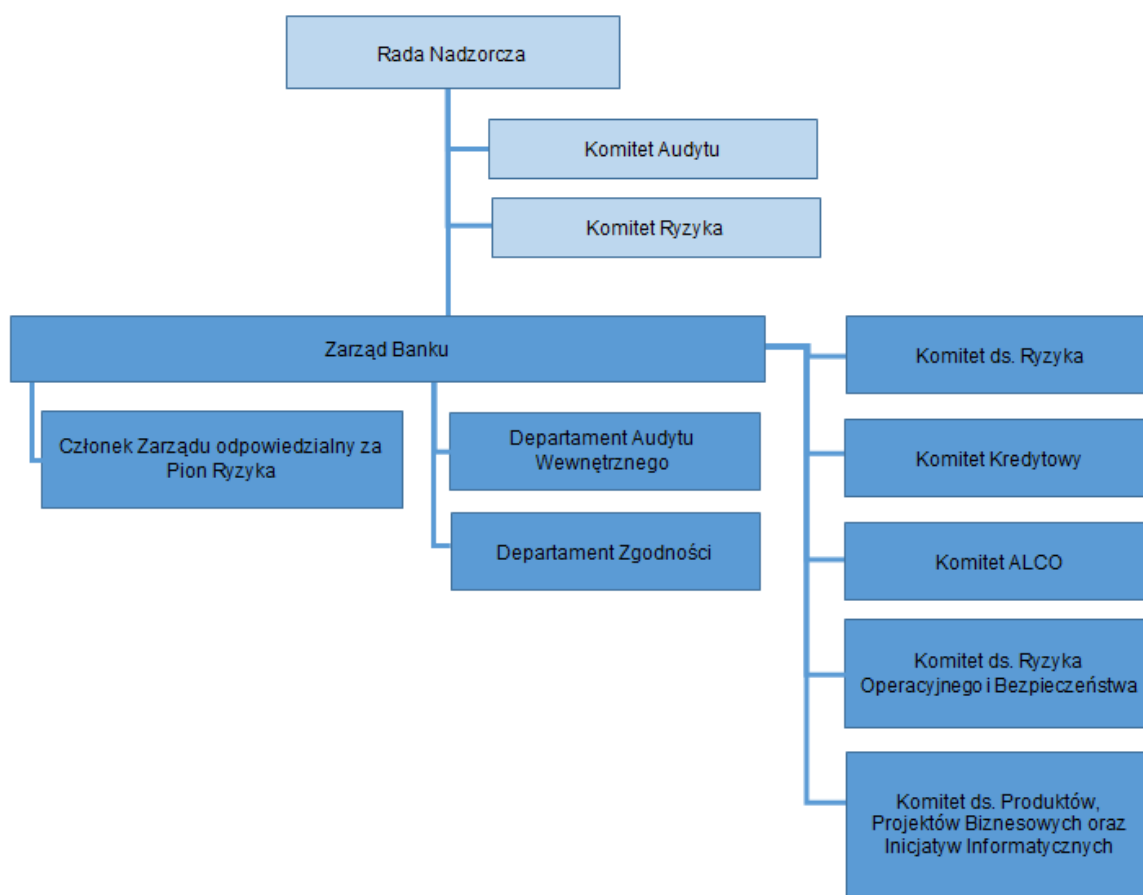 Rada Nadzorcza
Komitet Audytu
Komitet Ryzyka
Zarząd Banku
Członek Zarządu odpowiedzialny za
Pion Ryzyka
Departament Audytu
Wewnętrznego
Departament Zgodności
Komitet ds. Ryzyka
Komitet Kredytowy
Komitet ALCO
Komitet ds. Ryzyka
Operacyjnego i Bezpieczeństwa
Komitet ds. Produktów,
Projektów Biznesowych oraz
Inicjatyw Informatycznych